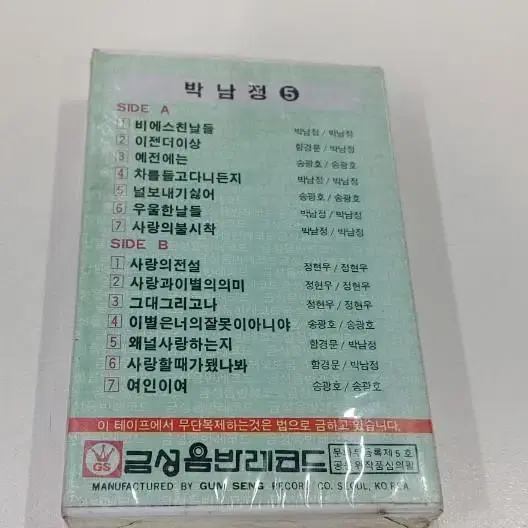 박남정 5
SIDE A
1 비에스친날들 박남정 / 박남정
2 이젠더이상 함경문 / 박남정
3 예전에는 송광호 / 송광호
4 차를들고다니든지 박남정 / 박남정
5 널보내기싫어 송광호 / 송광호
6 우울한날들 박남정 / 박남정
7 사랑의불시착 박남정 / 박남정
SIDE B
1 사랑의전설 정현우 / 정현우
2 사랑과이별의의미 정현우 / 정현우
3 그대그리고나 정현우 / 정현우
4 이별은너의잘못이아니야 송광호 / 송광호
5 왜널사랑하는지 함경문 / 박남정
6 사랑할때가됐나봐 함경문 / 박남정
7 여인이여 송광호 / 송광호
이 테이프에서 무단복제하는것은 법으로 금하고 있습니다.
GS 금성음반레코드
문화부등록제5호
MANUFACTURED BY GUM SENG RECORD CO. SEOUL, KOREA